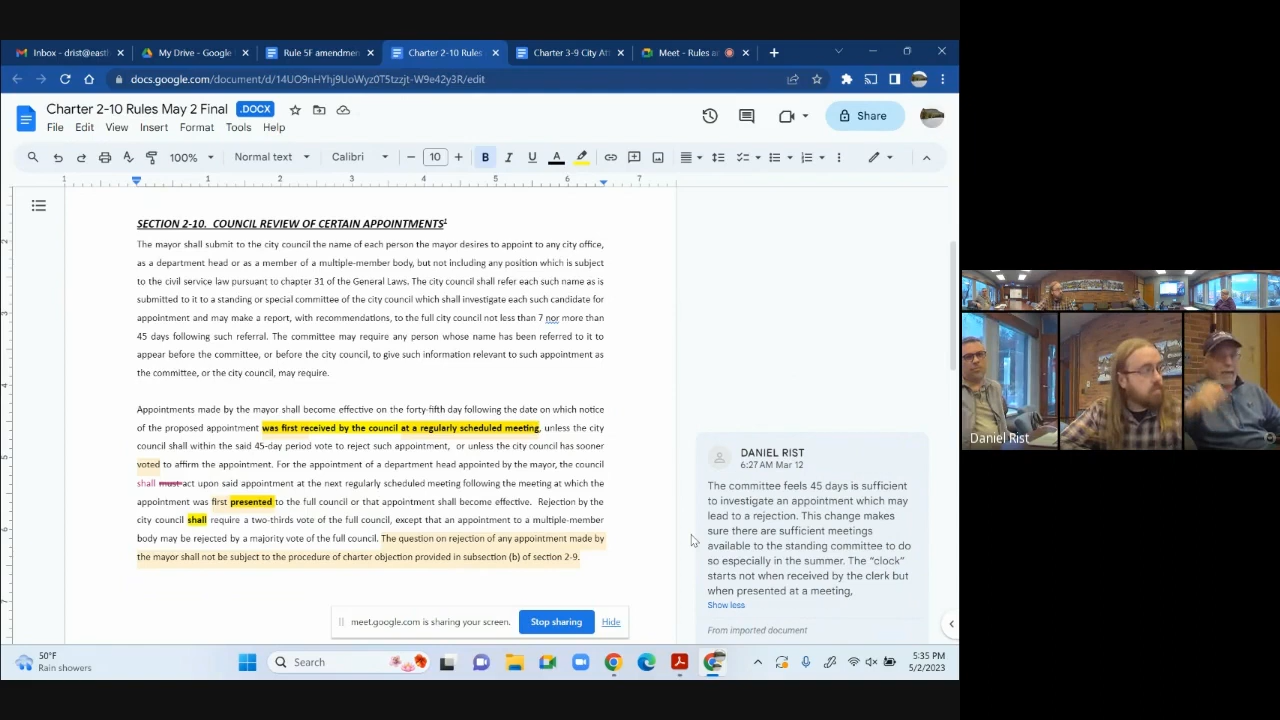 Inbox - drist@east
My Drive - Google
Rule 5F amendmen
Charter 2-10 Rules
Charter 3-9 City At
Meet - Rules a
docs.google.com/document/d/14UO9nHYhj9UoWyz0T5tzzjt-W9e42y3R/edit
Charter 2-10 Rules May 2 Final .DOCX
File Edit View Insert Format Tools Help
Share
100% Normal text Calibri 10 B I U A
1 1 2 3 4 5 6 7
SECTION 2-10. COUNCIL REVIEW OF CERTAIN APPOINTMENTS¹
The mayor shall submit to the city council the name of each person the mayor desires to appoint to any city office,
as a department head or as a member of a multiple-member body, but not including any position which is subject
to the civil service law pursuant to chapter 31 of the General Laws. The city council shall refer each such name as is
submitted to it to a standing or special committee of the city council which shall investigate each such candidate for
appointment and may make a report, with recommendations, to the full city council not less than 7 nor more than
45 days following such referral. The committee may require any person whose name has been referred to it to
appear before the committee, or before the city council, to give such information relevant to such appointment as
the committee, or the city council, may require.
Appointments made by the mayor shall become effective on the forty-fifth day following the date on which notice
of the proposed appointment was first received by the council at a regularly scheduled meeting, unless the city
council shall within the said 45-day period vote to reject such appointment, or unless the city council has sooner
voted to affirm the appointment. For the appointment of a department head appointed by the mayor, the council
shall must act upon said appointment at the next regularly scheduled meeting following the meeting at which the
appointment was first presented to the full council or that appointment shall become effective. Rejection by the
city council shall require a two-thirds vote of the full council, except that an appointment to a multiple-member
body may be rejected by a majority vote of the full council. The question on rejection of any appointment made by
the mayor shall not be subject to the procedure of charter objection provided in subsection (b) of section 2-9.
DANIEL RIST
6:27 AM Mar 12
The committee feels 45 days is sufficient
to investigate an appointment which may
lead to a rejection. This change makes
sure there are sufficient meetings
available to the standing committee to do
so especially in the summer. The “clock”
starts not when received by the clerk but
when presented at a meeting,
Show less
From imported document
meet.google.com is sharing your screen. Stop sharing Hide
50°F
Rain showers
Search
5:35 PM
5/2/2023
Daniel Rist